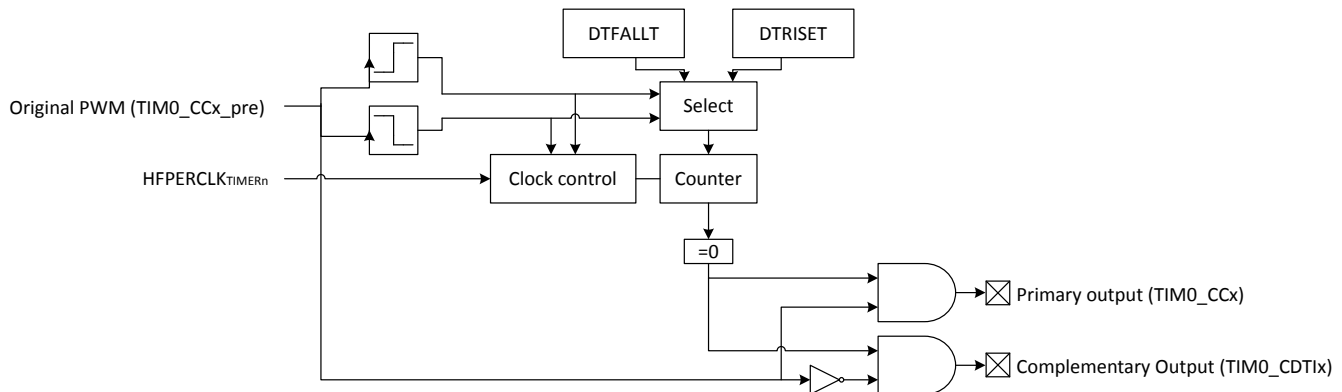 DTFALLT
DTRISET
Original PWM (TIM0_CCx_pre)
Select
HFPERCLKTIMERn
Clock control
Counter
=0
Primary output (TIM0_CCx)
Complementary Output (TIM0_CDTIx)